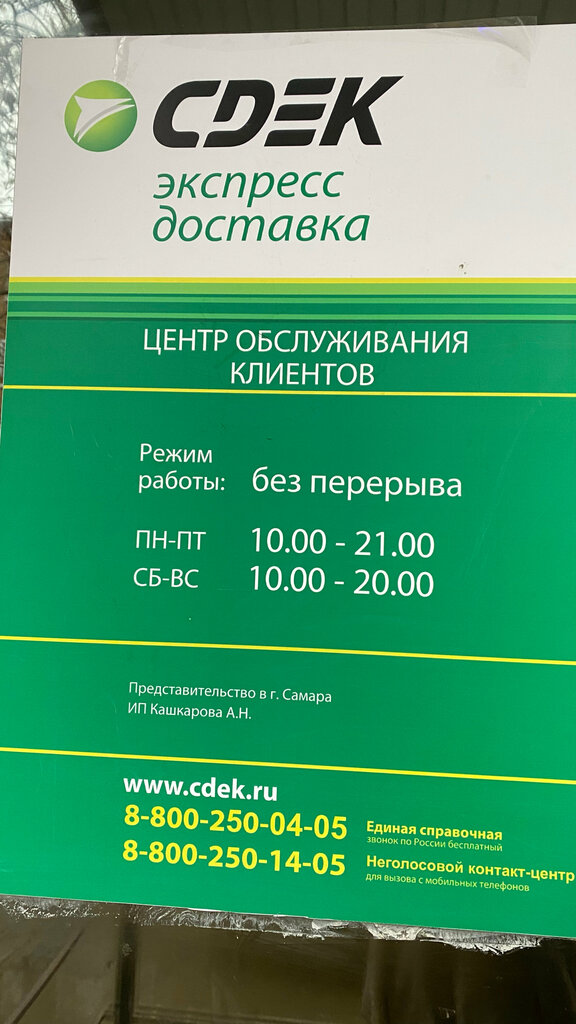 CDEK
экспресс
доставка
ЦЕНТР ОБСЛУЖИВАНИЯ
КЛИЕНТОВ
Режим
работы: без перерыва
ПН-ПТ 10.00 - 21.00
СБ-ВС 10.00 - 20.00
Представительство в г. Самара
ИП Кашкарова А.Н.
www.cdek.ru
8-800-250-04-05 Единая справочная
звонок по России бесплатный
8-800-250-14-05 Неголосовой контакт-центр
для вызова с мобильных телефонов